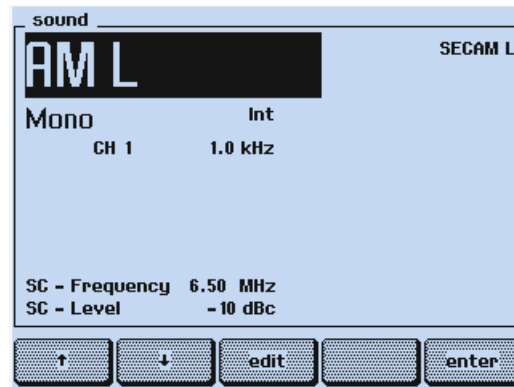 sound
AM L
SECAM L
Mono Int
CH 1 1.0 kHz
SC - Frequency 6.50 MHz
SC - Level -10 dBc
↑ ↓ edit enter